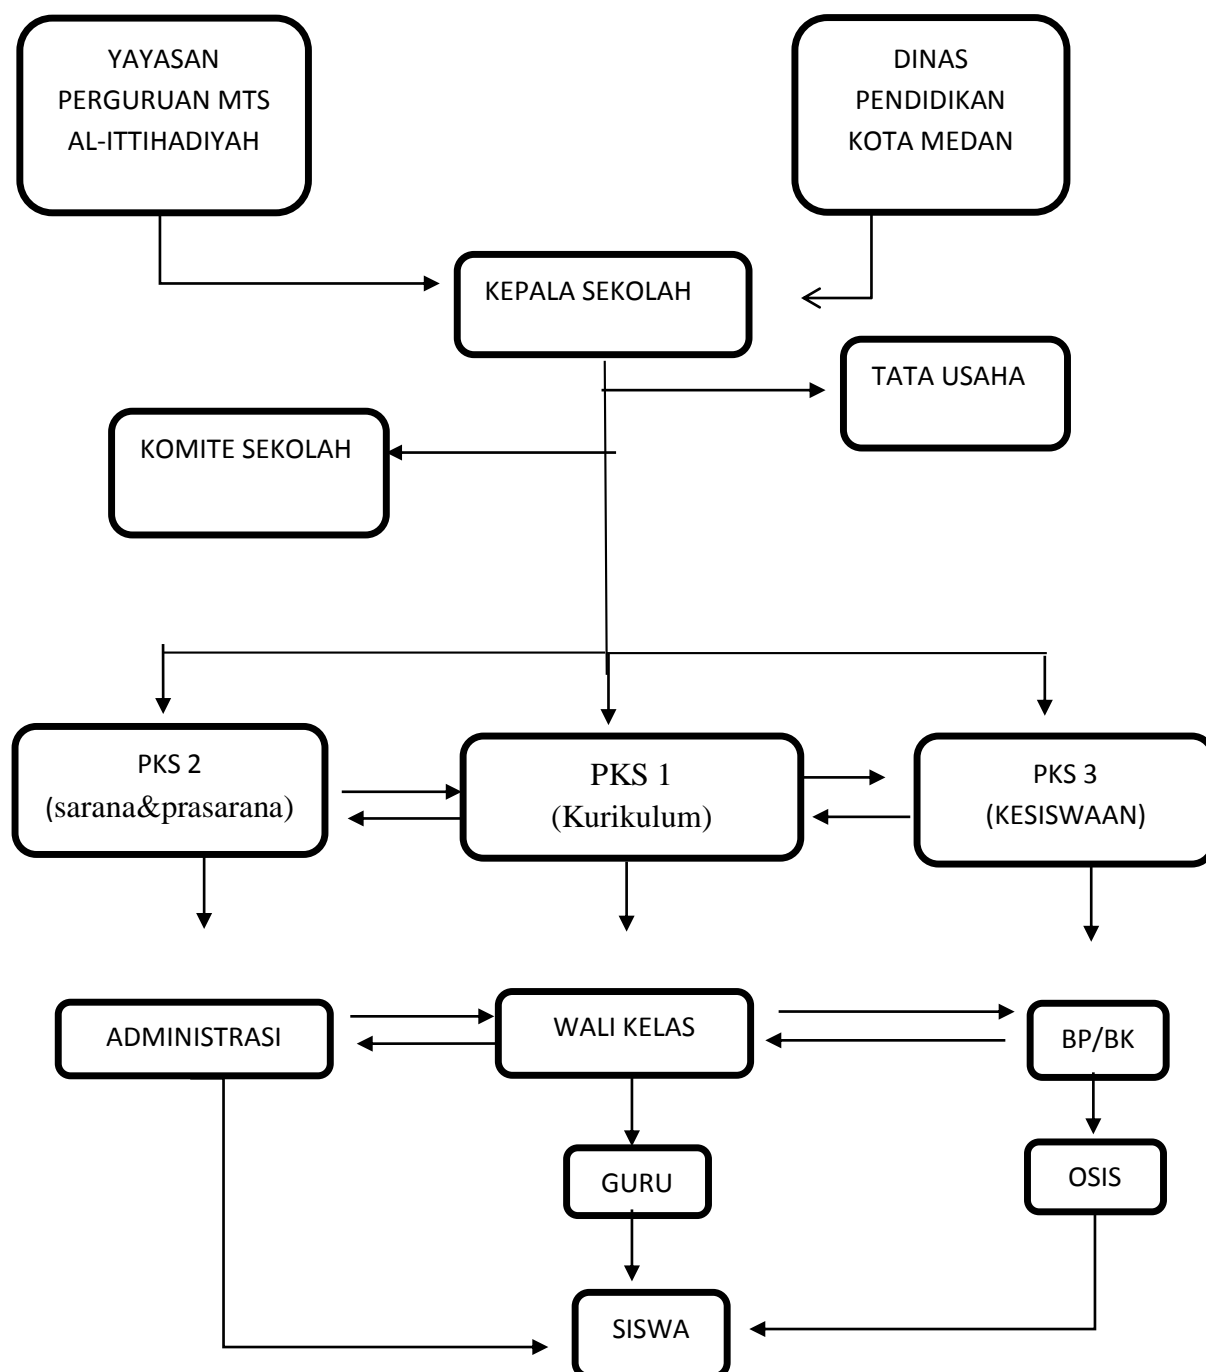 YAYASAN
PERGURUAN MTS
AL-ITTIHADIYAH
DINAS
PENDIDIKAN
KOTA MEDAN
KEPALA SEKOLAH
TATA USAHA
KOMITE SEKOLAH
PKS 2
(sarana&prasarana)
PKS 1
(Kurikulum)
PKS 3
(KESISWAAN)
ADMINISTRASI
WALI KELAS
BP/BK
GURU
OSIS
SISWA